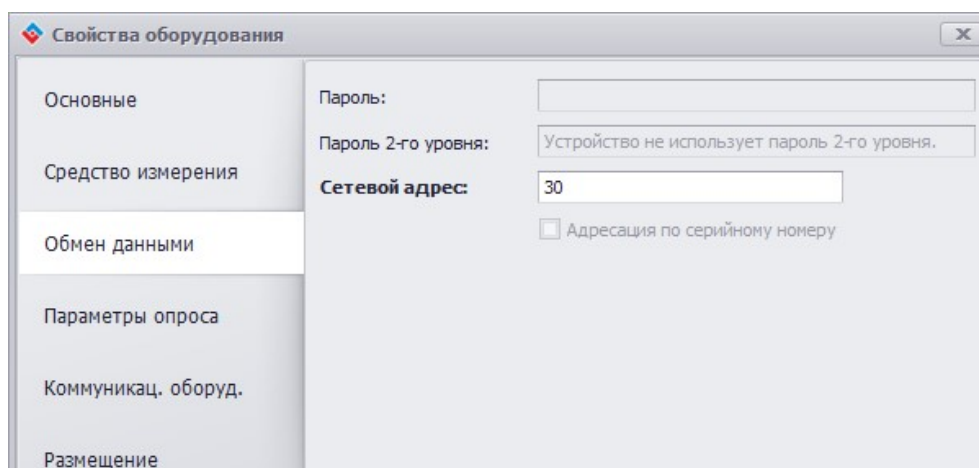 Свойства оборудования
Основные
Средство измерения
Обмен данными
Параметры опроса
Коммуникац. оборуд.
Размещение
Пароль:
Пароль 2-го уровня: Устройство не использует пароль 2-го уровня.
Сетевой адрес: 30
Адресация по серийному номеру